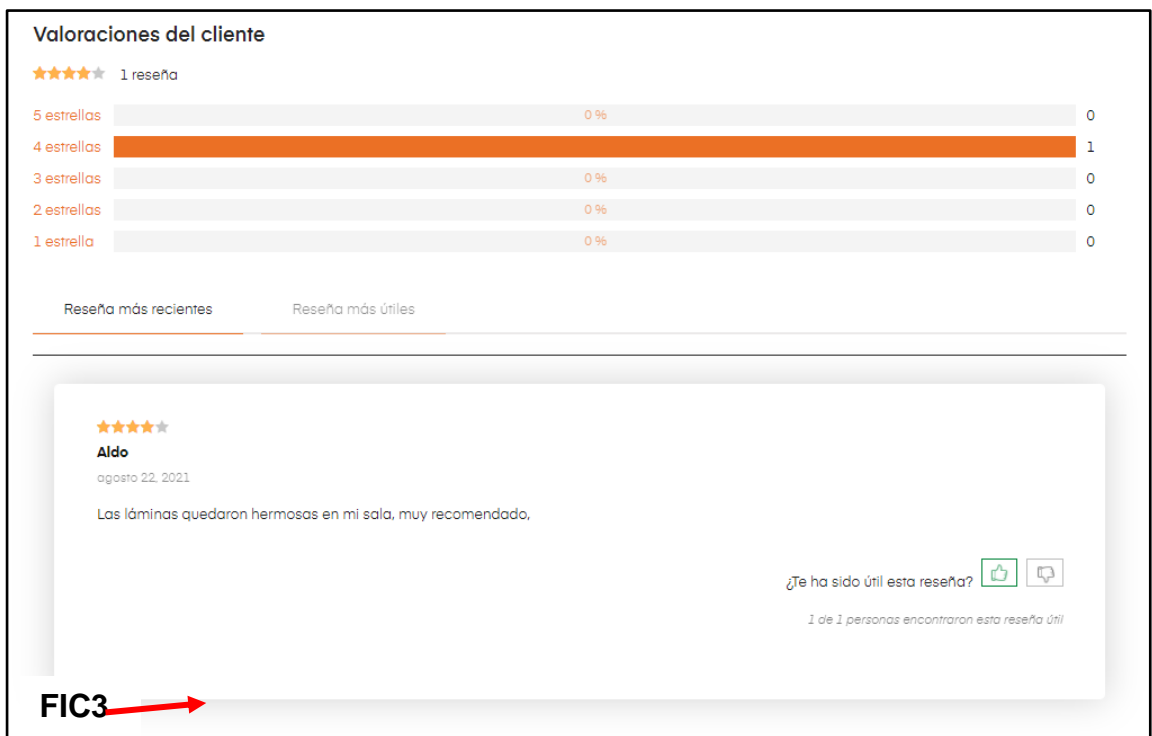 Valoraciones del cliente
1 reseña
5 estrellas 0 % 0
4 estrellas 1
3 estrellas 0 % 0
2 estrellas 0 % 0
1 estrella 0 % 0
Reseña más recientes Reseña más útiles
Aldo
agosto 22, 2021
Las láminas quedaron hermosas en mi sala, muy recomendado,
¿Te ha sido útil esta reseña?
1 de 1 personas encontraron esta reseña útil
FIC3